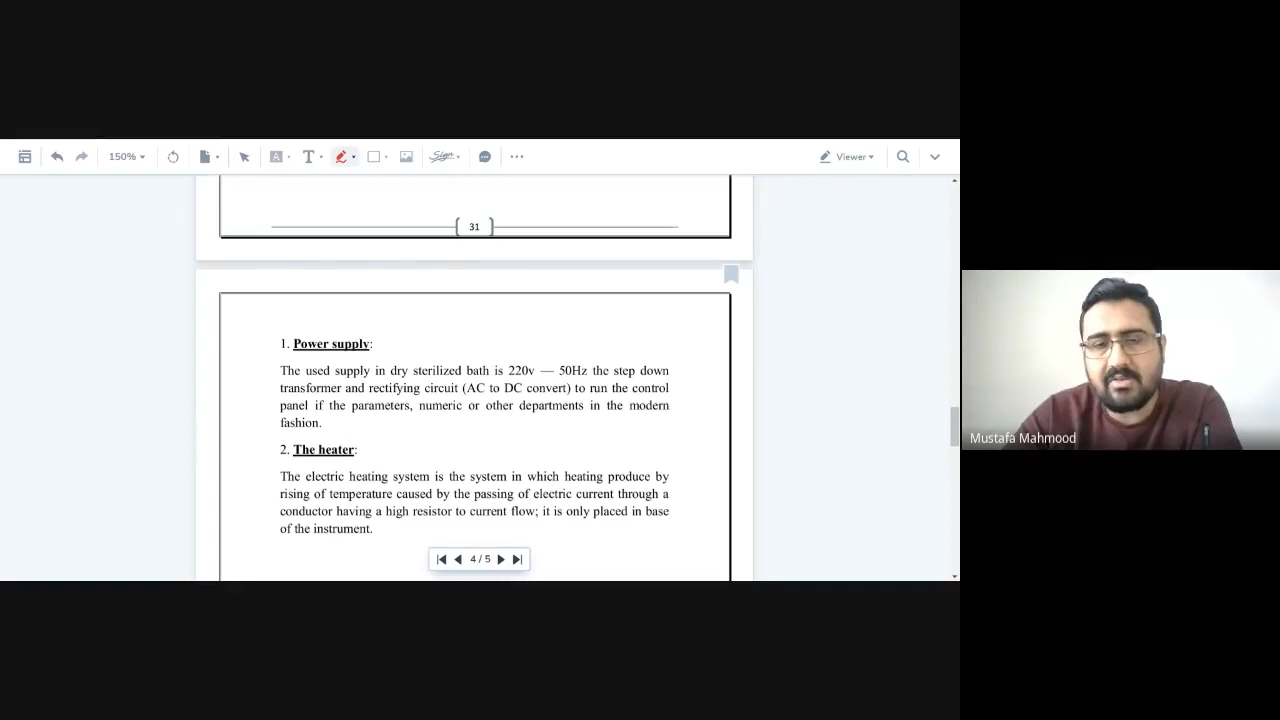 150%
A
T
Sign
Viewer
31
1. Power supply:
The used supply in dry sterilized bath is 220v — 50Hz the step down
transformer and rectifying circuit (AC to DC convert) to run the control
panel if the parameters, numeric or other departments in the modern
fashion.
2. The heater:
The electric heating system is the system in which heating produce by
rising of temperature caused by the passing of electric current through a
conductor having a high resistor to current flow; it is only placed in base
of the instrument.
4 / 5
Mustafa Mahmood